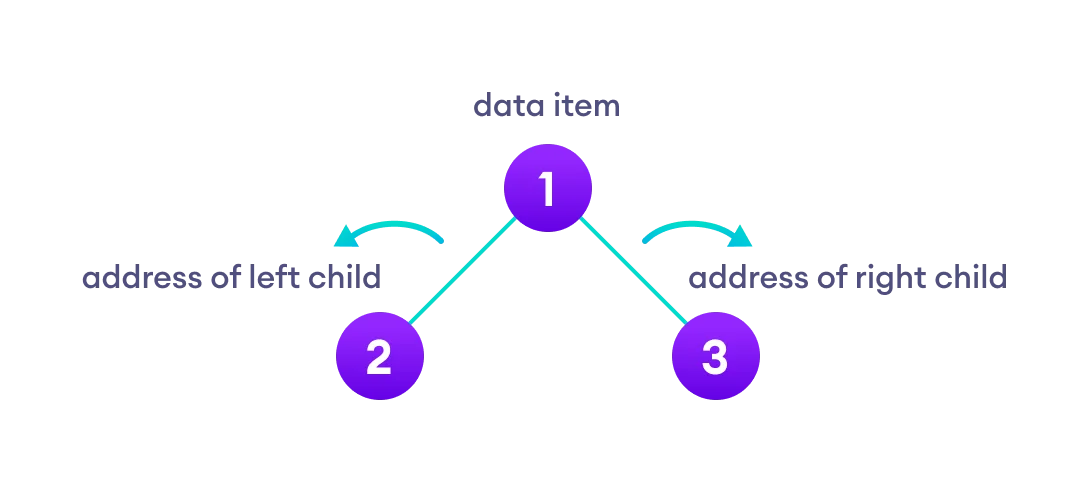 data item
1
address of left child
address of right child
2
3